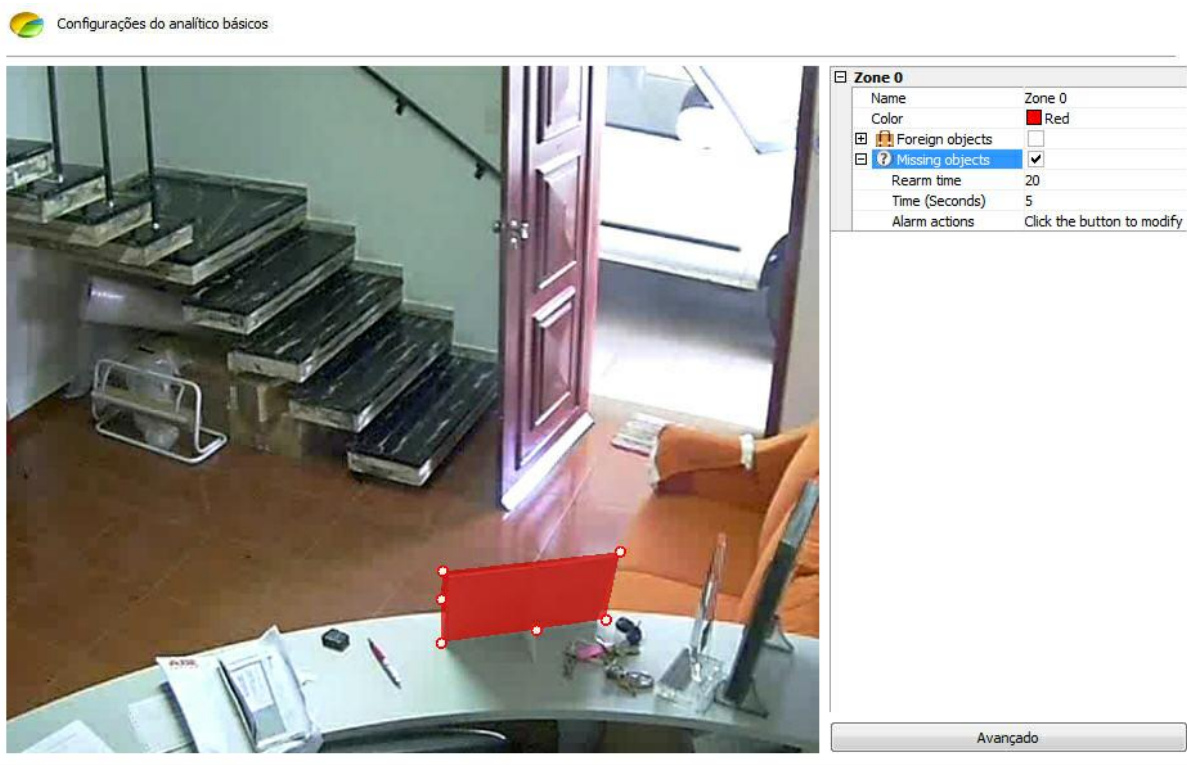 Configurações do analítico básicos
Zone 0
Name Zone 0
Color Red
Foreign objects
Missing objects
Rearm time 20
Time (Seconds) 5
Alarm actions Click the button to modify
Avançado